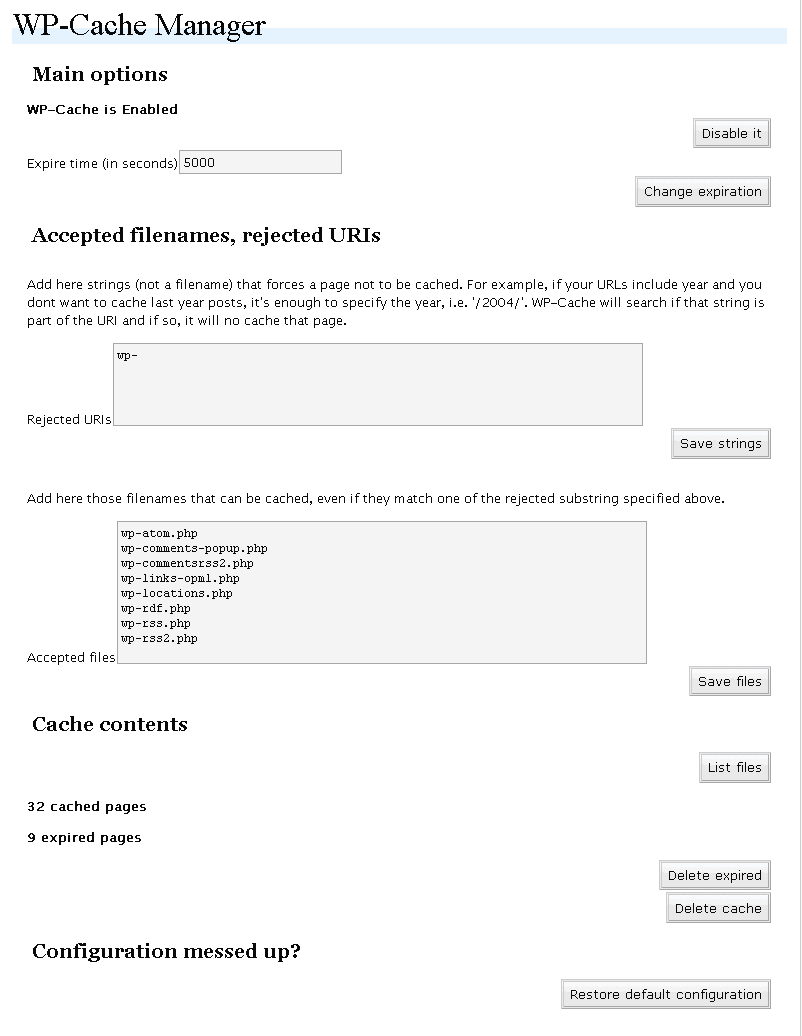 WP-Cache Manager
Main options
WP-Cache is Enabled
Disable it
Expire time (in seconds) 5000
Change expiration
Accepted filenames, rejected URIs
Add here strings (not a filename) that forces a page not to be cached. For example, if your URLs include year and you
dont want to cache last year posts, it's enough to specify the year, i.e. '/2004/'. WP-Cache will search if that string is
part of the URI and if so, it will no cache that page.
wp-
Rejected URIs
Save strings
Add here those filenames that can be cached, even if they match one of the rejected substring specified above.
wp-atom.php
wp-comments-popup.php
wp-commentsrss2.php
wp-links-opml.php
wp-locations.php
wp-rdf.php
wp-rss.php
wp-rss2.php
Accepted files
Save files
Cache contents
List files
32 cached pages
9 expired pages
Delete expired
Delete cache
Configuration messed up?
Restore default configuration